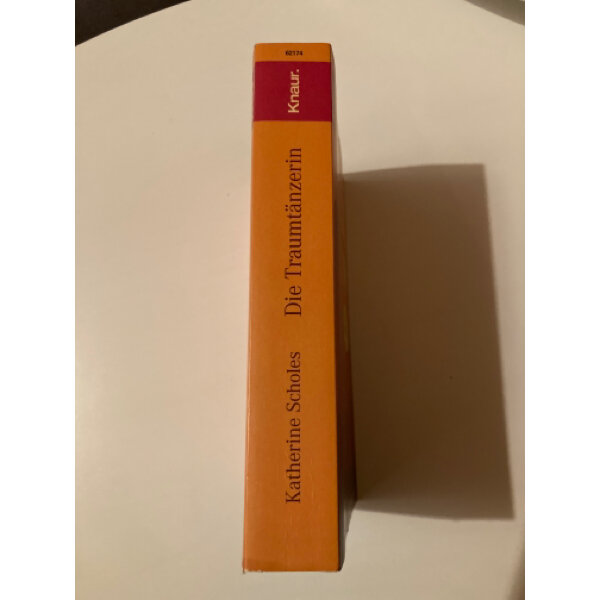 62174
Knaur.
Katherine Scholes Die Traumtänzerin